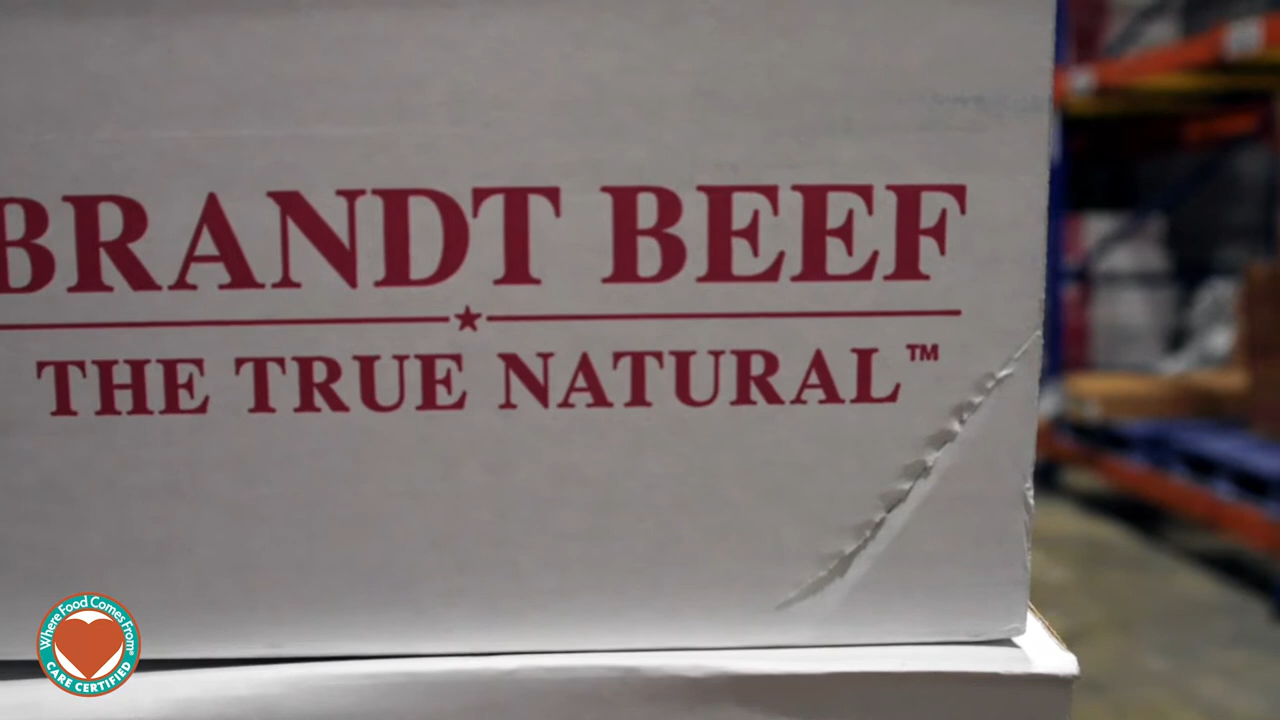 BRANDT BEEF
THE TRUE NATURAL™
Where Food Comes From®
CARE CERTIFIED